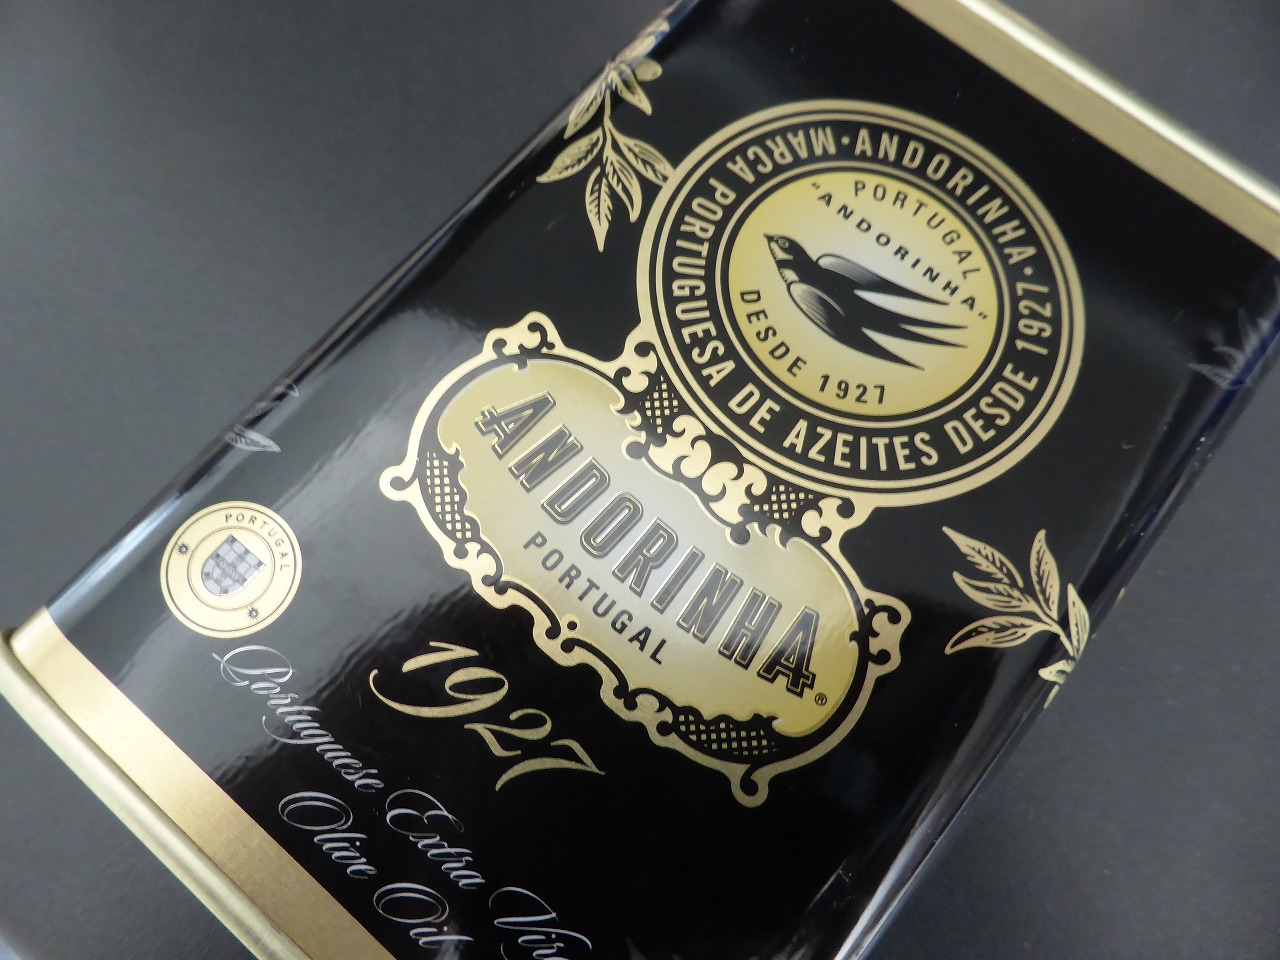 ANDORINHA · 1927
MARCA PORTUGUESA DE AZEITES DESDE 1927 ·
PORTUGAL
"ANDORINHA"
DESDE 1927
ANDORINHA®
PORTUGAL
PORTUGAL
1927
Portuguese Extra
Olive Oil